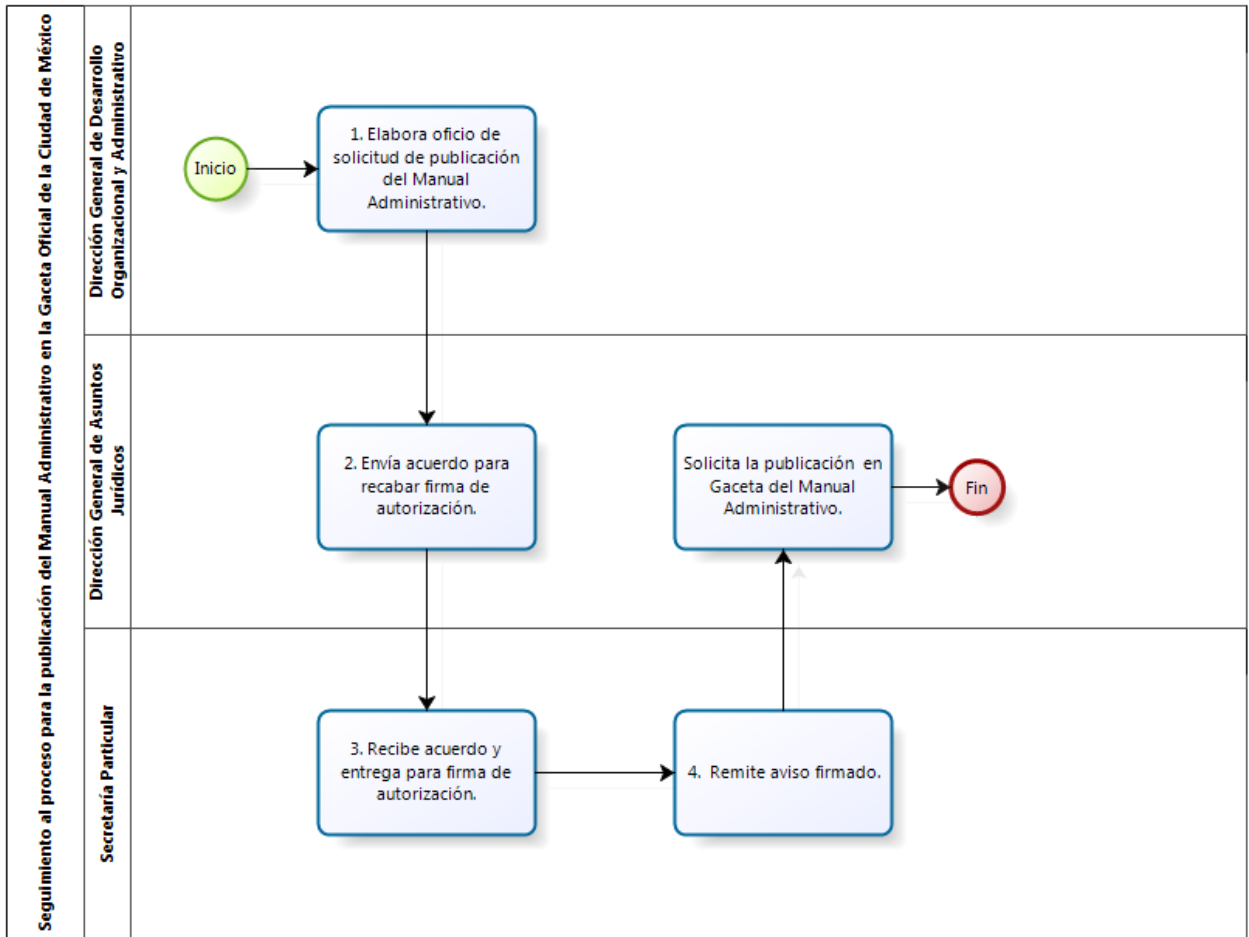 Seguimiento al proceso para la publicación del Manual Administrativo en la Gaceta Oficial de la Ciudad de México
Dirección General de Desarrollo
Organizacional y Administrativo
Inicio
1. Elabora oficio de
solicitud de publicación
del Manual
Administrativo.
Dirección General de Asuntos
Jurídicos
2. Envía acuerdo para
recabar firma de
autorización.
Solicita la publicación en
Gaceta del Manual
Administrativo.
Fin
Secretaría Particular
3. Recibe acuerdo y
entrega para firma de
autorización.
4. Remite aviso firmado.